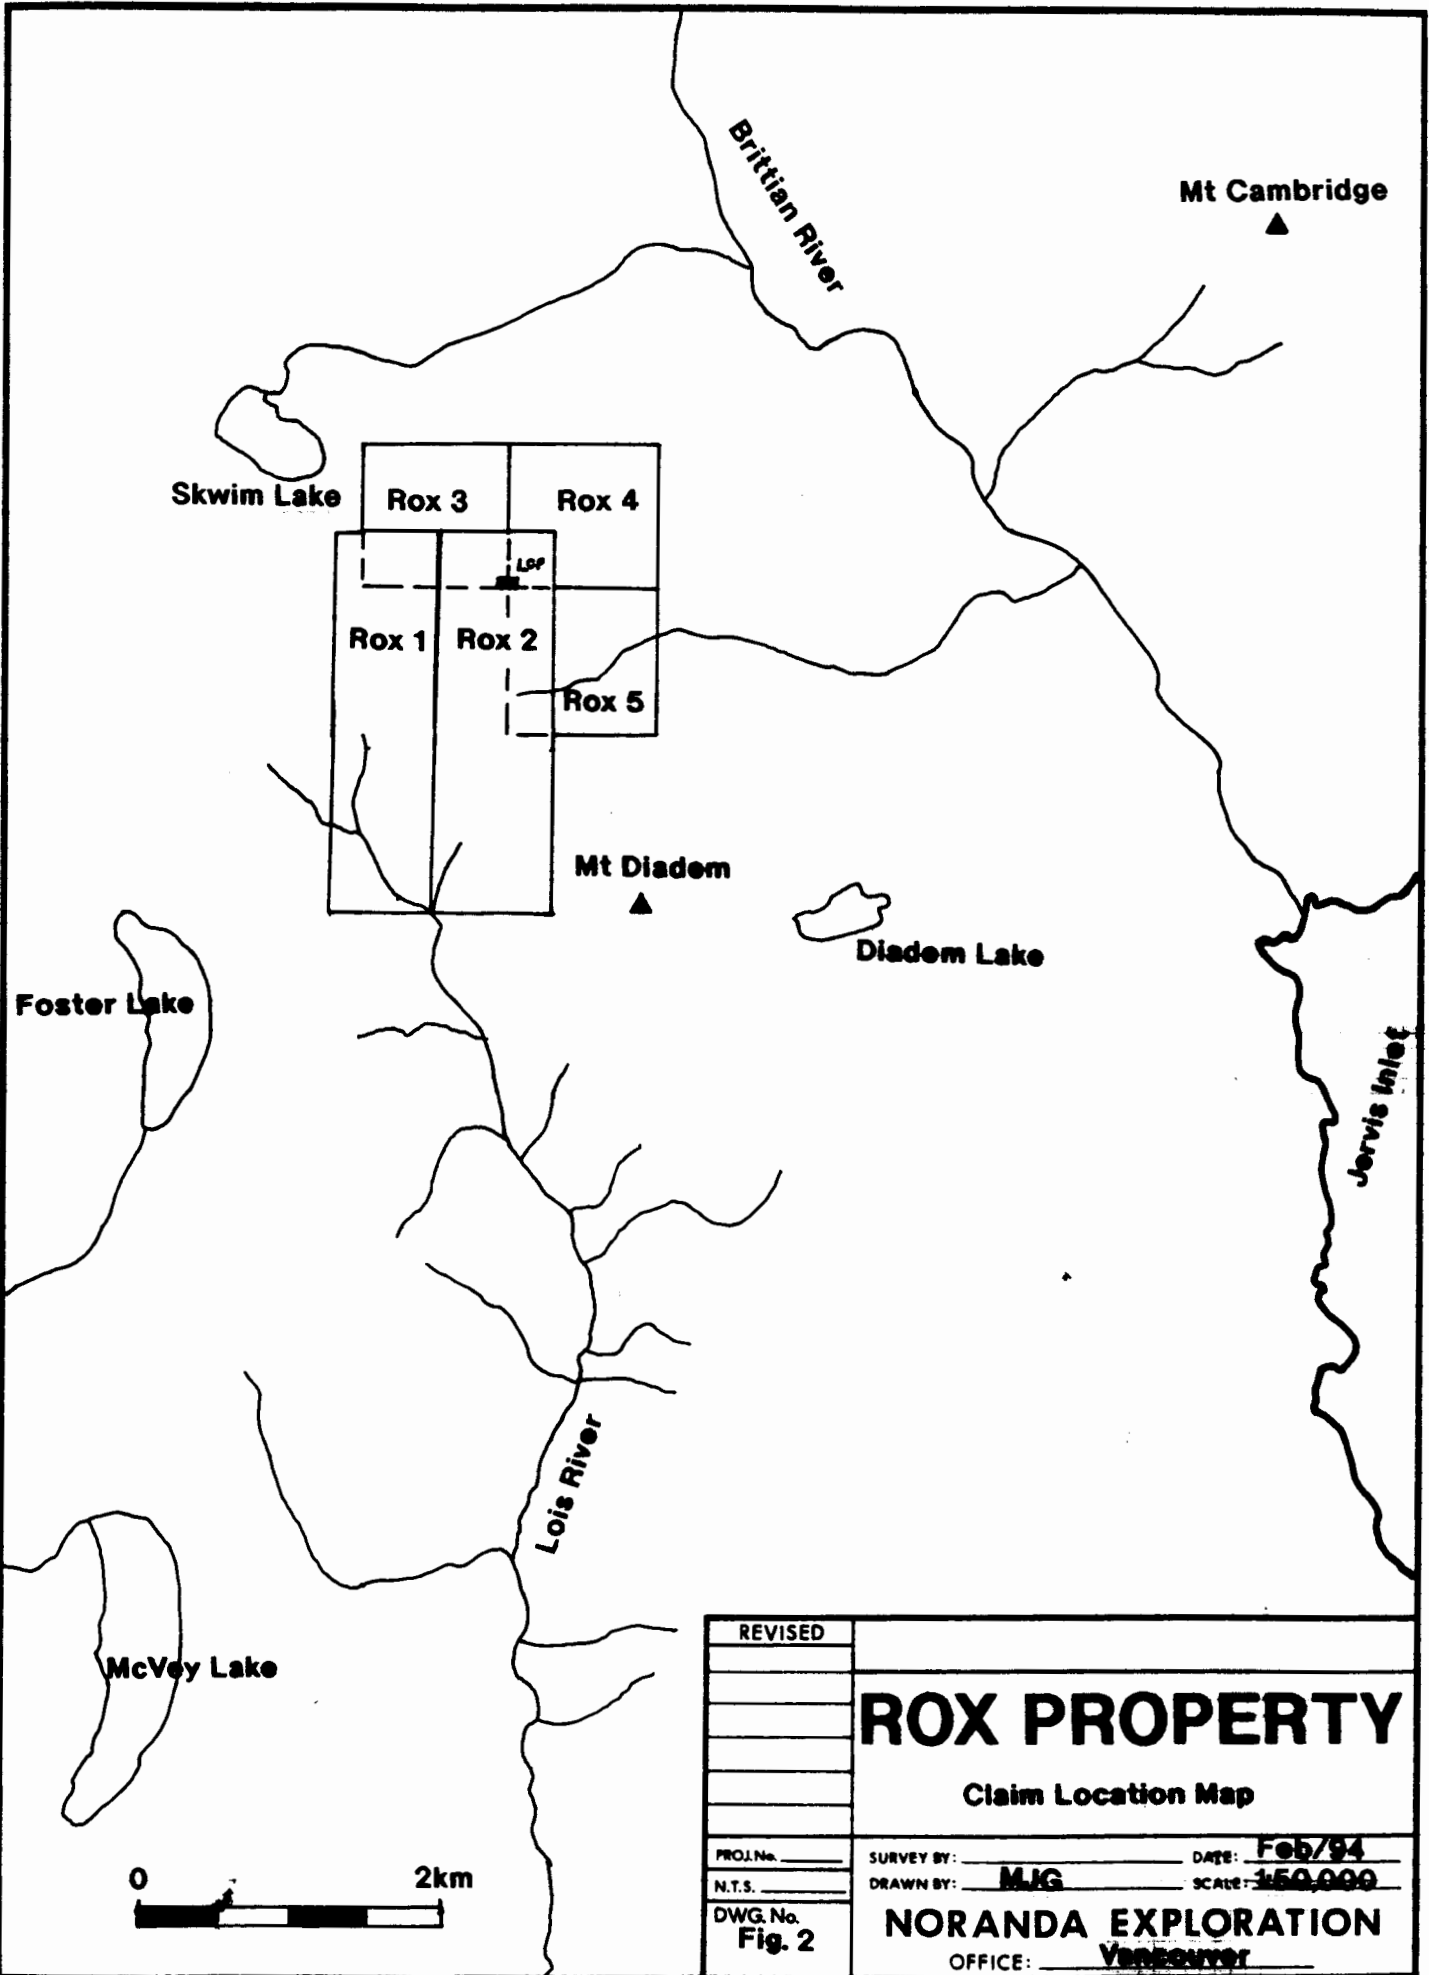 Brittian River
Mt Cambridge
Skwim Lake
Rox 3
Rox 4
LCP
Rox 1
Rox 2
Rox 5
Mt Diadem
Diadem Lake
Foster Lake
Jervis Inlet
Lois River
McVey Lake
0 2km
REVISED
ROX PROPERTY
Claim Location Map
PROJ. No.
SURVEY BY: DATE: Feb/94
N.T.S.
DRAWN BY: MJG SCALE: 1:50,000
DWG. No.
Fig. 2
NORANDA EXPLORATION
OFFICE: Vancouver